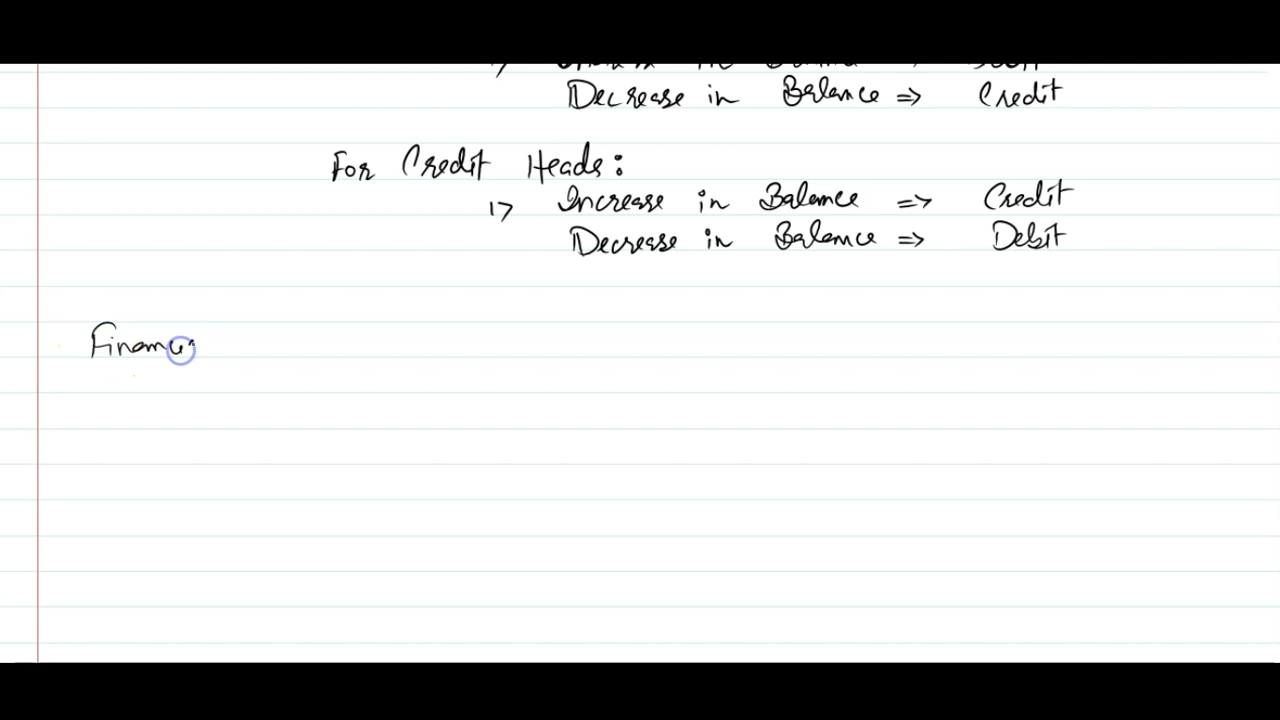 Decrease in Balance => Credit
For Credit Heads:
1> Increase in Balance => Credit
Decrease in Balance => Debit